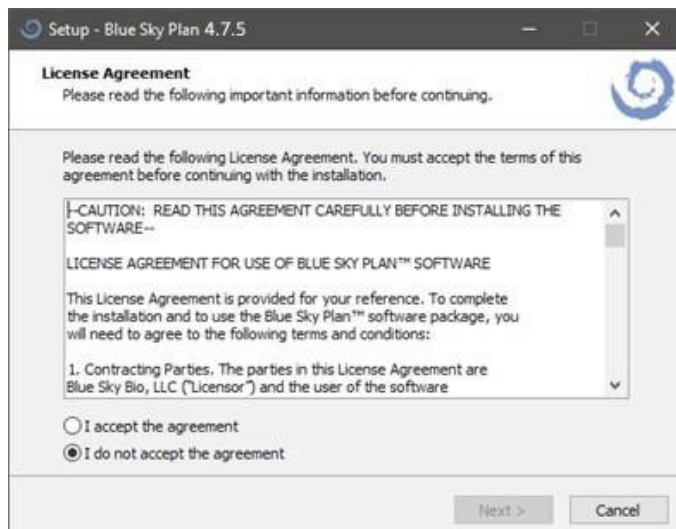 Setup - Blue Sky Plan 4.7.5
License Agreement
Please read the following important information before continuing.
Please read the following License Agreement. You must accept the terms of this
agreement before continuing with the installation.
--CAUTION:  READ THIS AGREEMENT CAREFULLY BEFORE INSTALLING THE
SOFTWARE--
LICENSE AGREEMENT FOR USE OF BLUE SKY PLAN™ SOFTWARE
This License Agreement is provided for your reference. To complete
the installation and to use the Blue Sky Plan™ software package, you
will need to agree to the following terms and conditions:
1. Contracting Parties. The parties in this License Agreement are
Blue Sky Bio, LLC ("Licensor") and the user of the software
I accept the agreement
I do not accept the agreement
Next >
Cancel